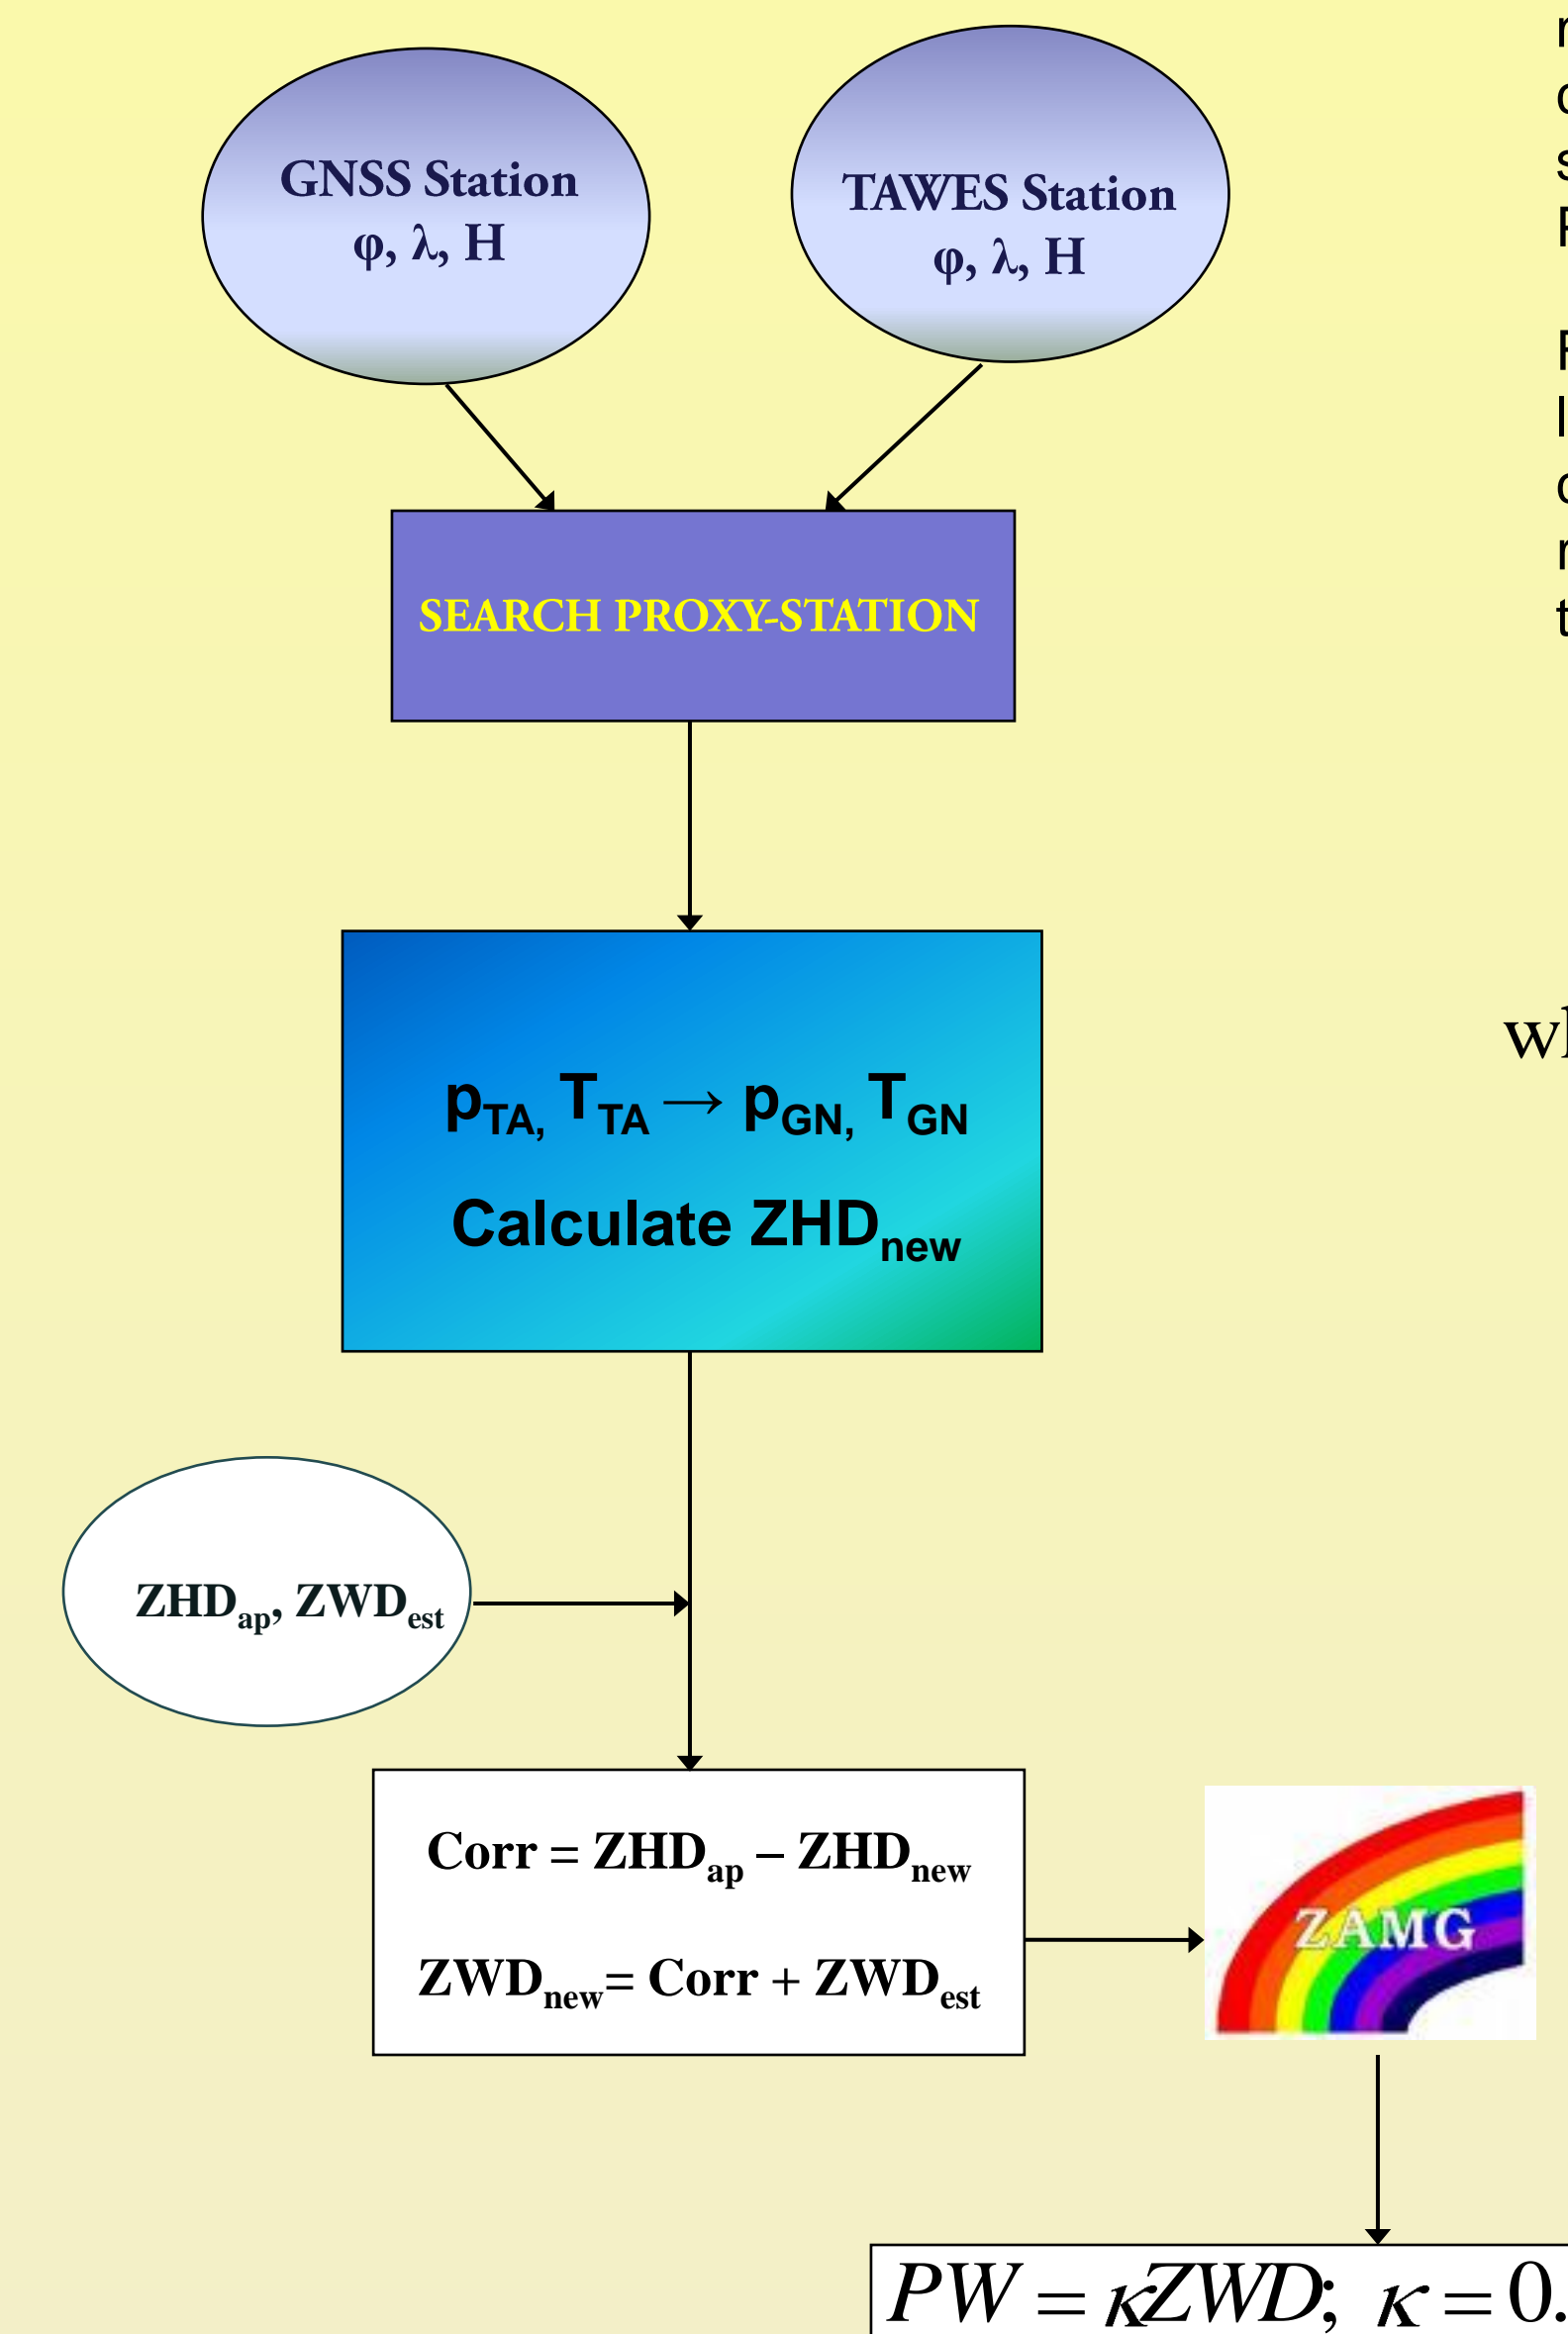 GNSS Station
φ, λ, H
TAWES Station
φ, λ, H
SEARCH PROXY-STATION
pTA, TTA → pGN, TGN
Calculate ZHDnew
ZHDap, ZWDest
Corr = ZHDap – ZHDnew
ZWDnew= Corr + ZWDest
ZAMG
PW = κZWD; κ = 0.